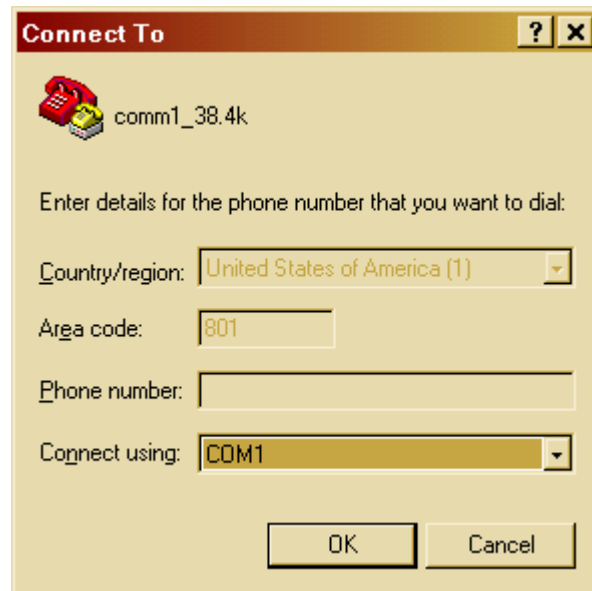 Connect To
comm1_38.4k
Enter details for the phone number that you want to dial:
Country/region: United States of America (1)
Area code: 801
Phone number:
Connect using: COM1
OK Cancel